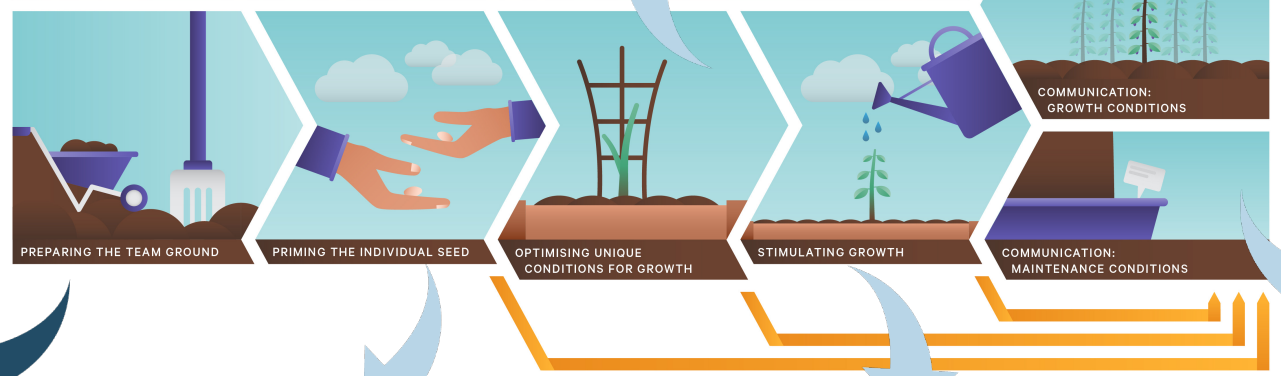 PREPARING THE TEAM GROUND
PRIMING THE INDIVIDUAL SEED
OPTIMISING UNIQUE
CONDITIONS FOR GROWTH
STIMULATING GROWTH
COMMUNICATION:
GROWTH CONDITIONS
COMMUNICATION:
MAINTENANCE CONDITIONS